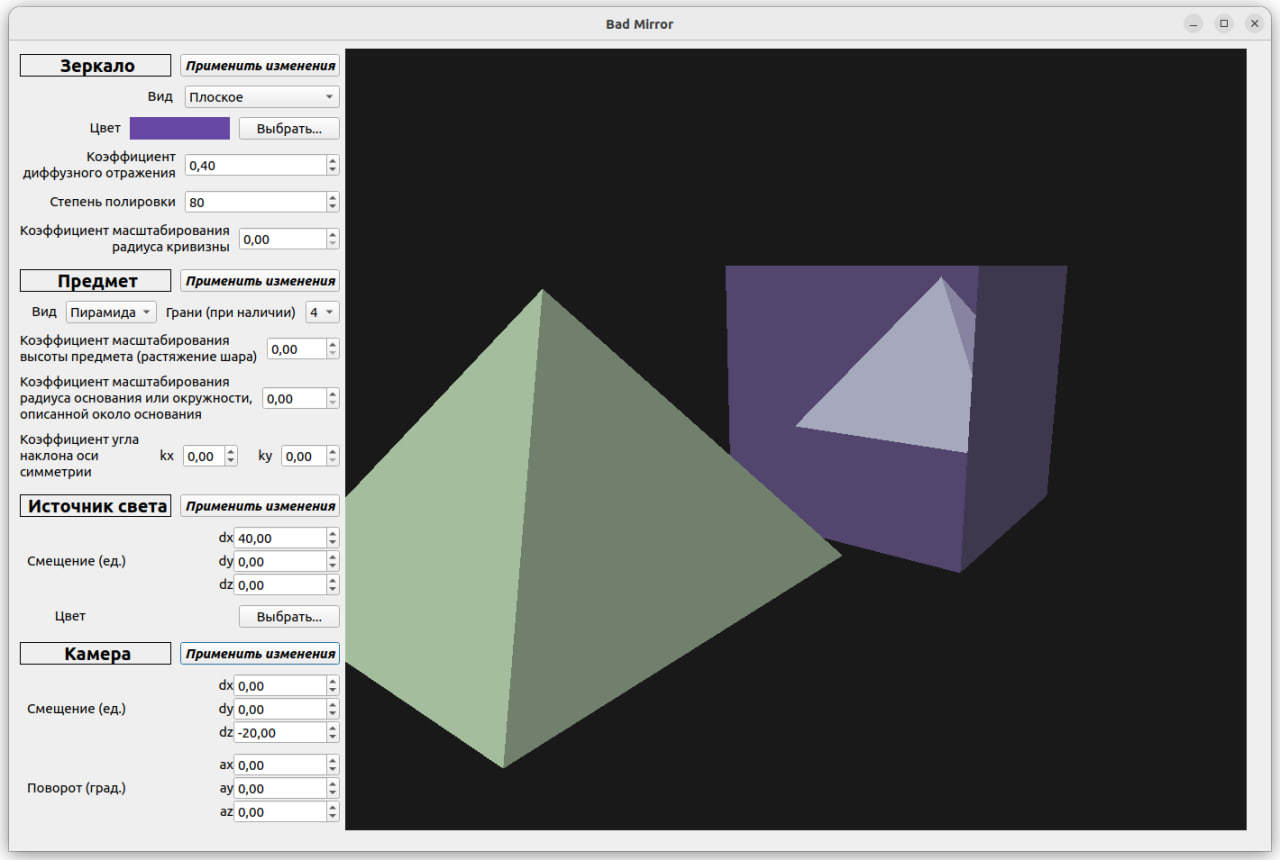 Bad Mirror
Зеркало Применить изменения
Вид Плоское
Цвет Выбрать...
Коэффициент
диффузного отражения 0,40
Степень полировки 80
Коэффициент масштабирования
радиуса кривизны 0,00
Предмет Применить изменения
Вид Пирамида Грани (при наличии) 4
Коэффициент масштабирования
высоты предмета (растяжение шара) 0,00
Коэффициент масштабирования
радиуса основания или окружности, 0,00
описанной около основания
Коэффициент угла
наклона оси kx 0,00 ky 0,00
симметрии
Источник света Применить изменения
dx 40,00
Смещение (ед.) dy 0,00
dz 0,00
Цвет Выбрать...
Камера Применить изменения
dx 0,00
Смещение (ед.) dy 0,00
dz -20,00
ax 0,00
Поворот (град.) ay 0,00
az 0,00